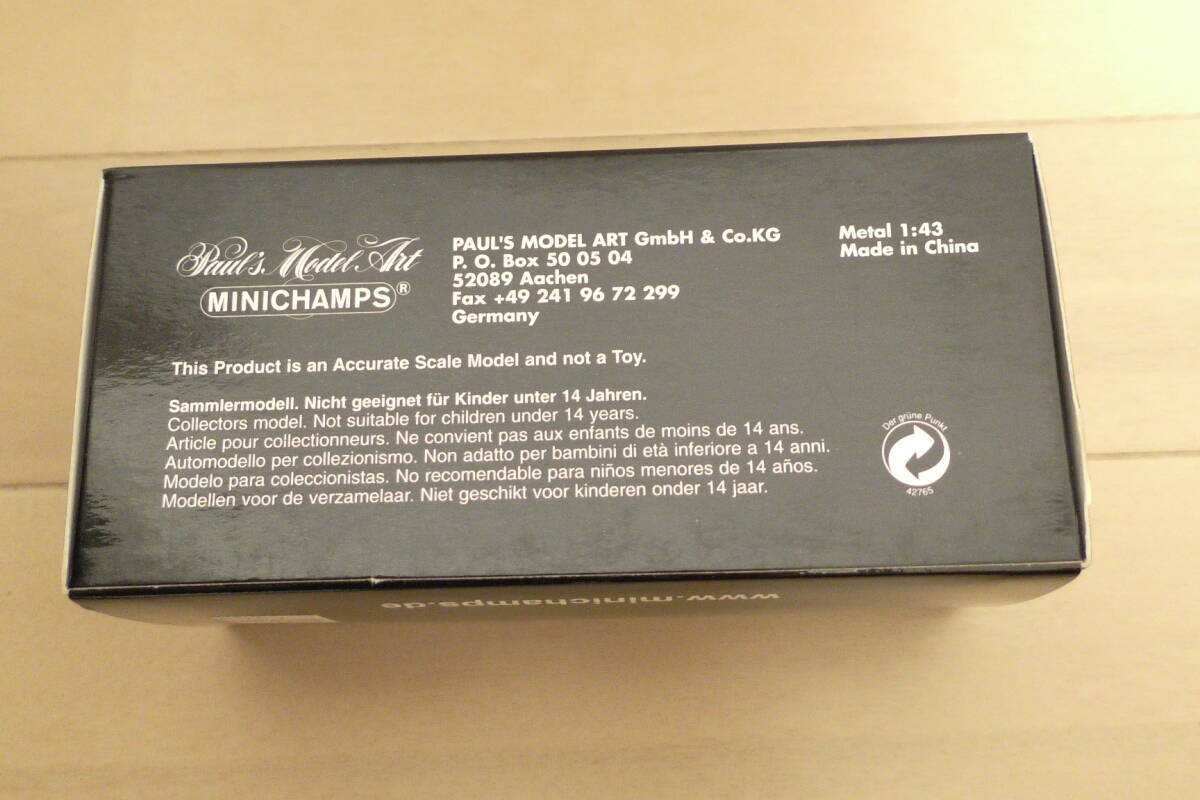 Paul's Model Art
MINICHAMPS®
PAUL'S MODEL ART GmbH & Co.KG
P. O. Box 50 05 04
52089 Aachen
Fax +49 241 96 72 299
Germany
Metal 1:43
Made in China
This Product is an Accurate Scale Model and not a Toy.
Sammlermodell. Nicht geeignet für Kinder unter 14 Jahren.
Collectors model. Not suitable for children under 14 years.
Article pour collectionneurs. Ne convient pas aux enfants de moins de 14 ans.
Automodello per collezionismo. Non adatto per bambini di età inferiore a 14 anni.
Modelo para coleccionistas. No recomendable para niños menores de 14 años.
Modellen voor de verzamelaar. Niet geschikt voor kinderen onder 14 jaar.
Der grüne Punkt
42765
www.minichamps.de